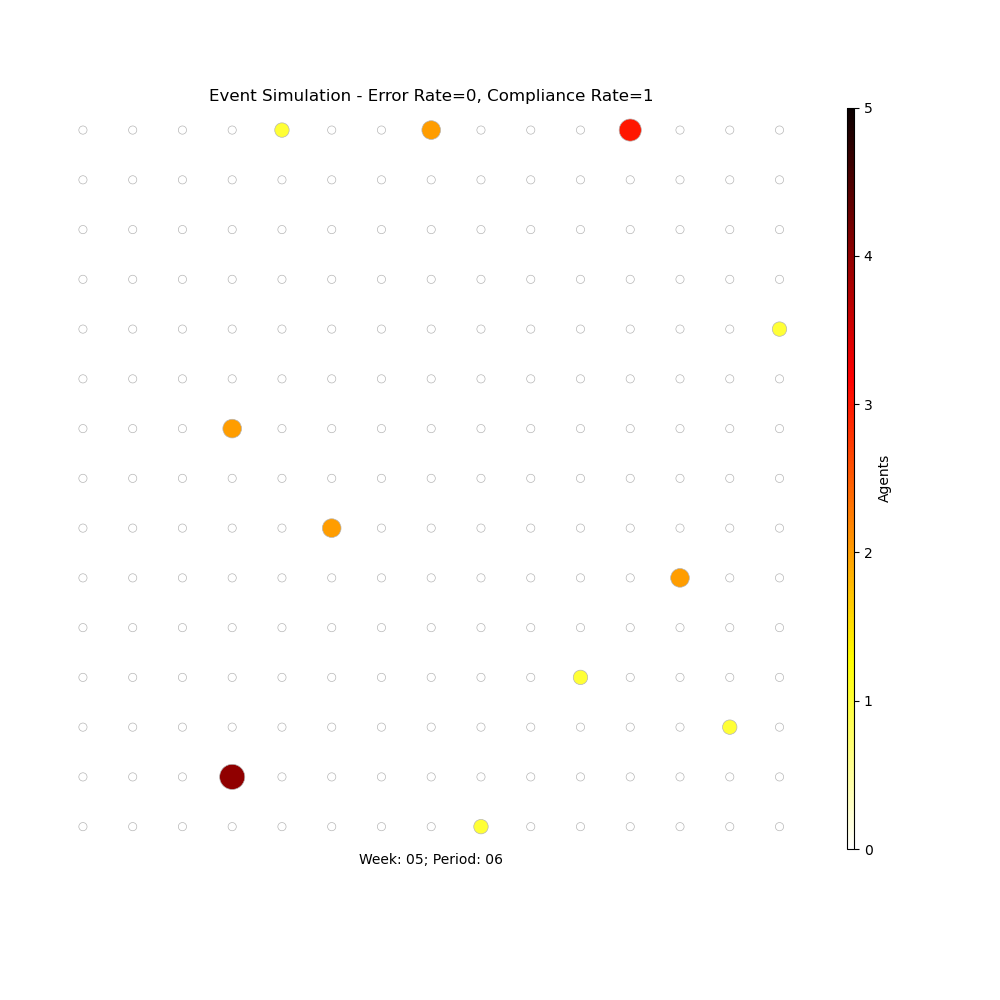 Event Simulation - Error Rate=0, Compliance Rate=1
5
4
3
2
1
0
Agents
Week: 05; Period: 06